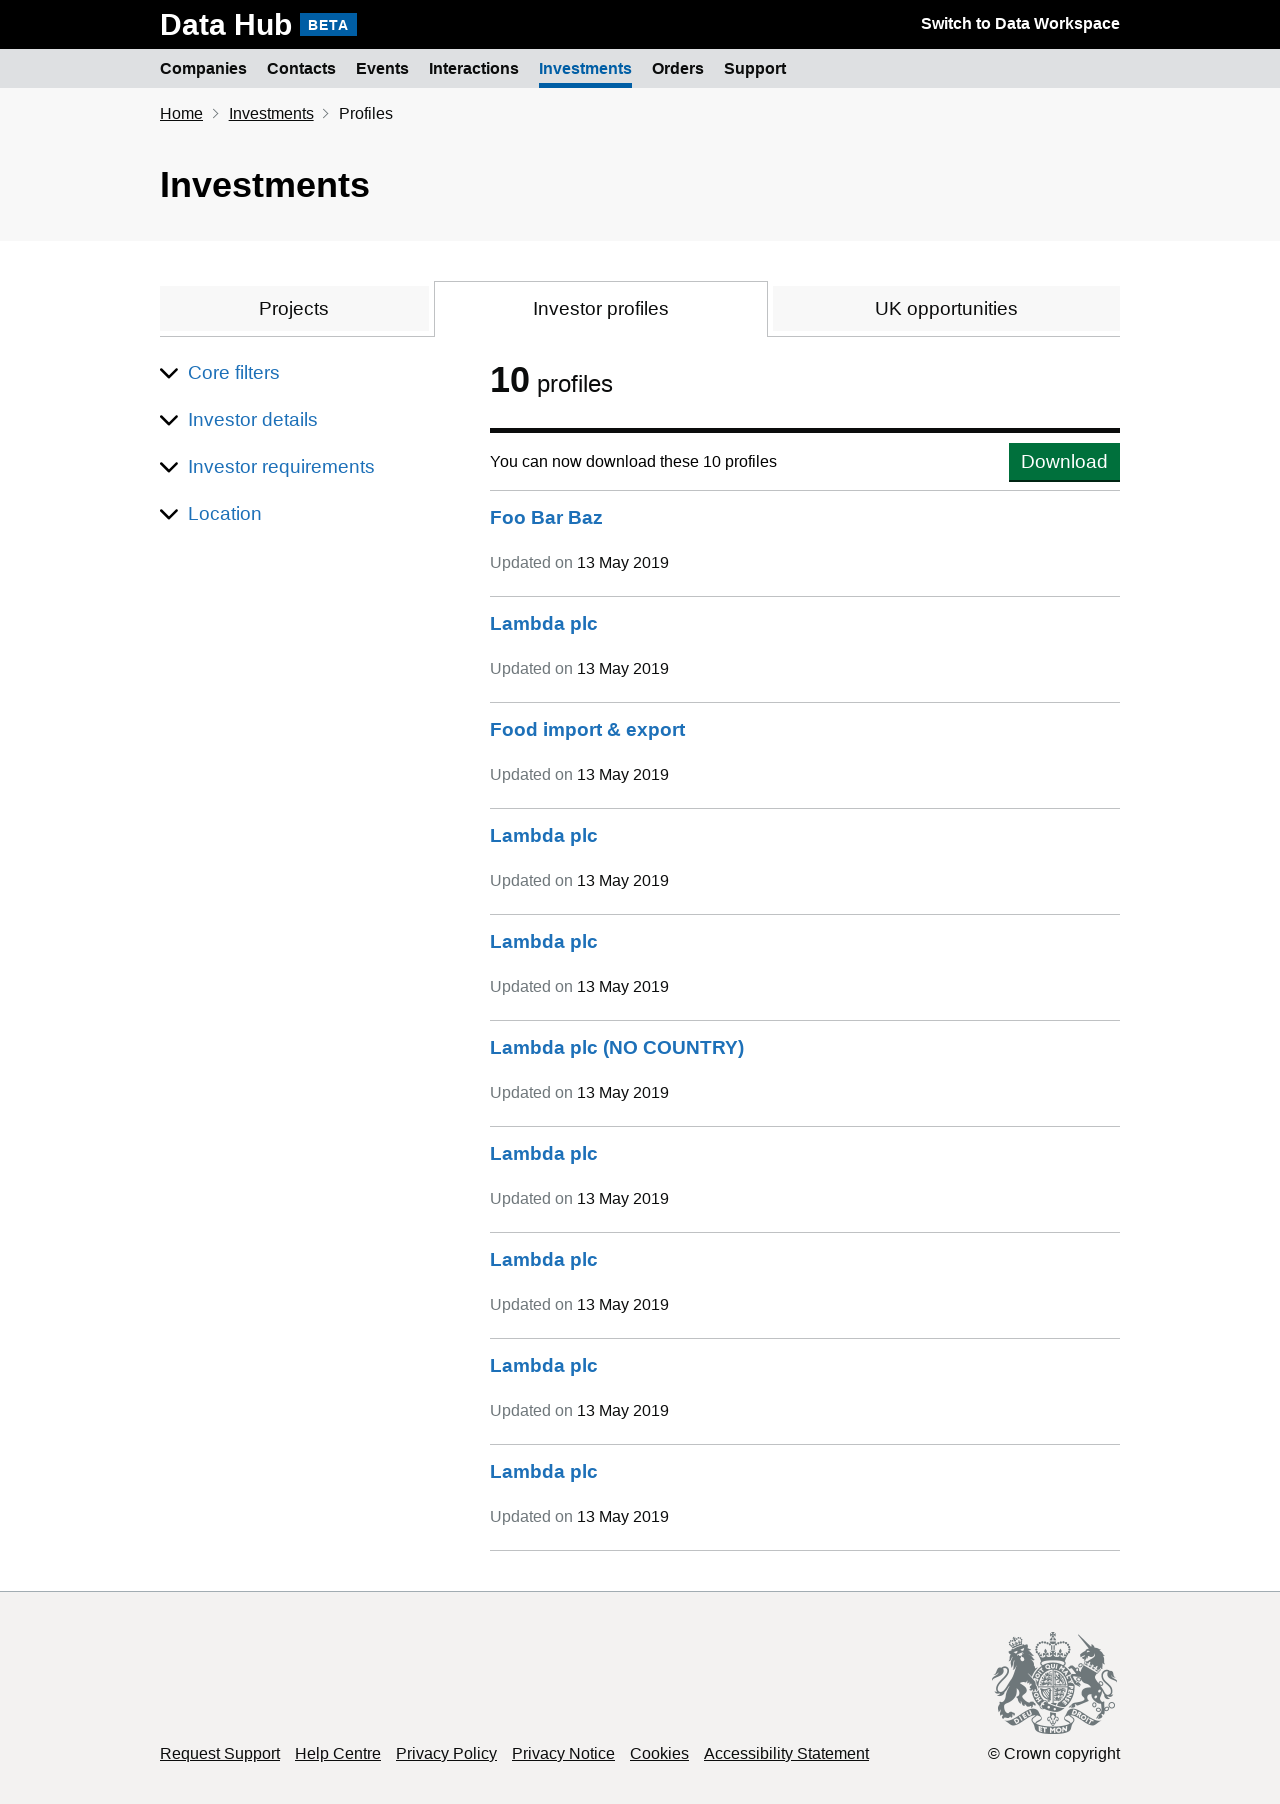 Data Hub BETA Switch to Data Workspace
Companies Contacts Events Interactions Investments Orders Support
Home Investments Profiles
Investments
Projects Investor profiles UK opportunities
Core filters
Investor details
Investor requirements
Location
10 profiles
You can now download these 10 profiles Download
Foo Bar Baz
Updated on 13 May 2019
Lambda plc
Updated on 13 May 2019
Food import & export
Updated on 13 May 2019
Lambda plc
Updated on 13 May 2019
Lambda plc
Updated on 13 May 2019
Lambda plc (NO COUNTRY)
Updated on 13 May 2019
Lambda plc
Updated on 13 May 2019
Lambda plc
Updated on 13 May 2019
Lambda plc
Updated on 13 May 2019
Lambda plc
Updated on 13 May 2019
DIEU ET MON DROIT
Request Support Help Centre Privacy Policy Privacy Notice Cookies Accessibility Statement © Crown copyright